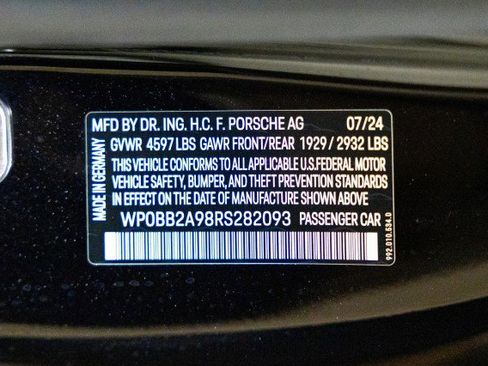 MFD BY DR. ING. H.C. F. PORSCHE AG 07/24
GVWR 4597 LBS GAWR FRONT/REAR 1929 / 2932 LBS
THIS VEHICLE CONFORMS TO ALL APPLICABLE U.S.FEDERAL MOTOR
VEHICLE SAFETY, BUMPER, AND THEFT PREVENTION STANDARDS
IN EFFECT ON THE DATE OF MANUFACTURE SHOWN ABOVE
WP0BB2A98RS282093 PASSENGER CAR
MADE IN GERMANY
992.010.534.0